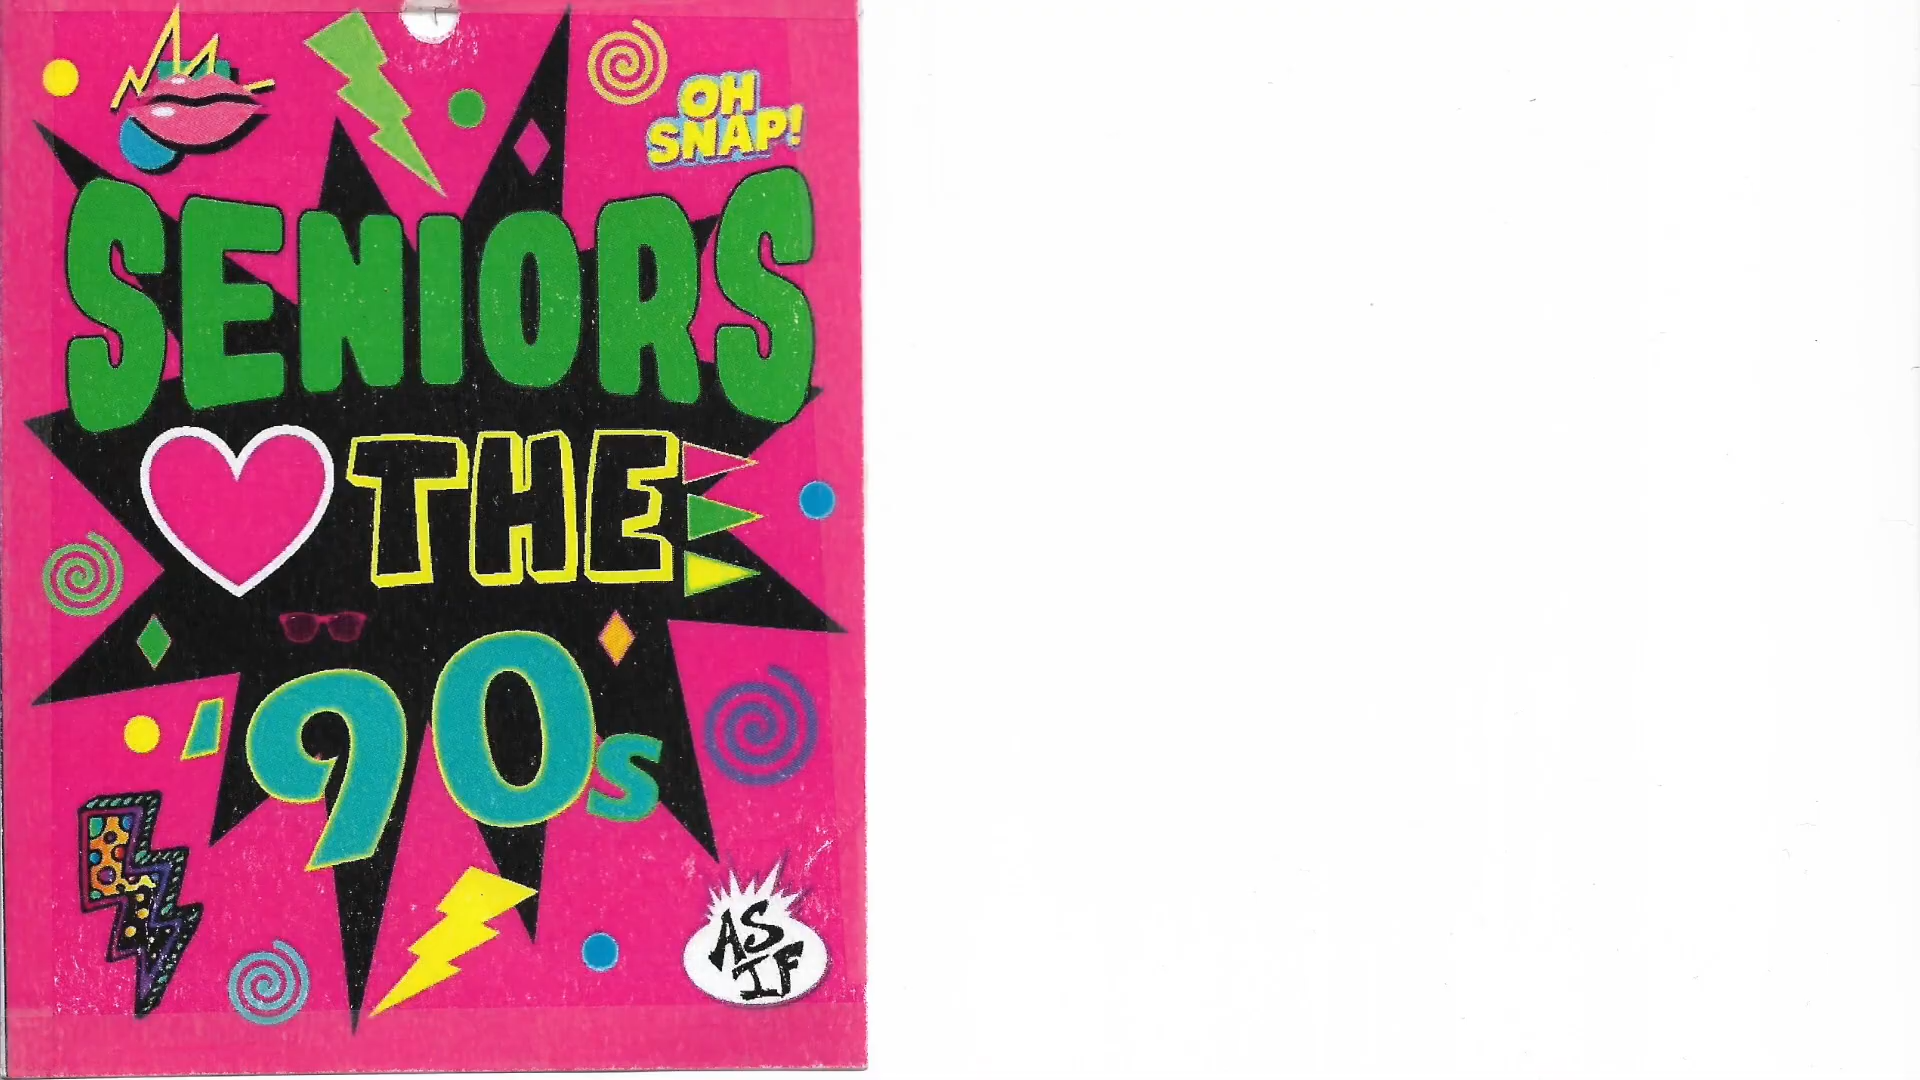 OH
SNAP!
SENIORS
THE
'90s
AS
IF